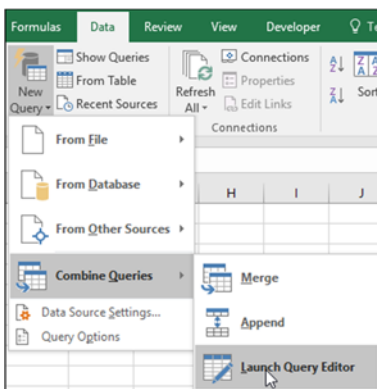 Formulas Data Review View Developer
Show Queries
From Table
Recent Sources
New Query
Refresh All
Connections
Properties
Edit Links
Connections
Sort
From File
From Database
From Other Sources
Combine Queries
Data Source Settings...
Query Options
H I J
Merge
Append
Launch Query Editor